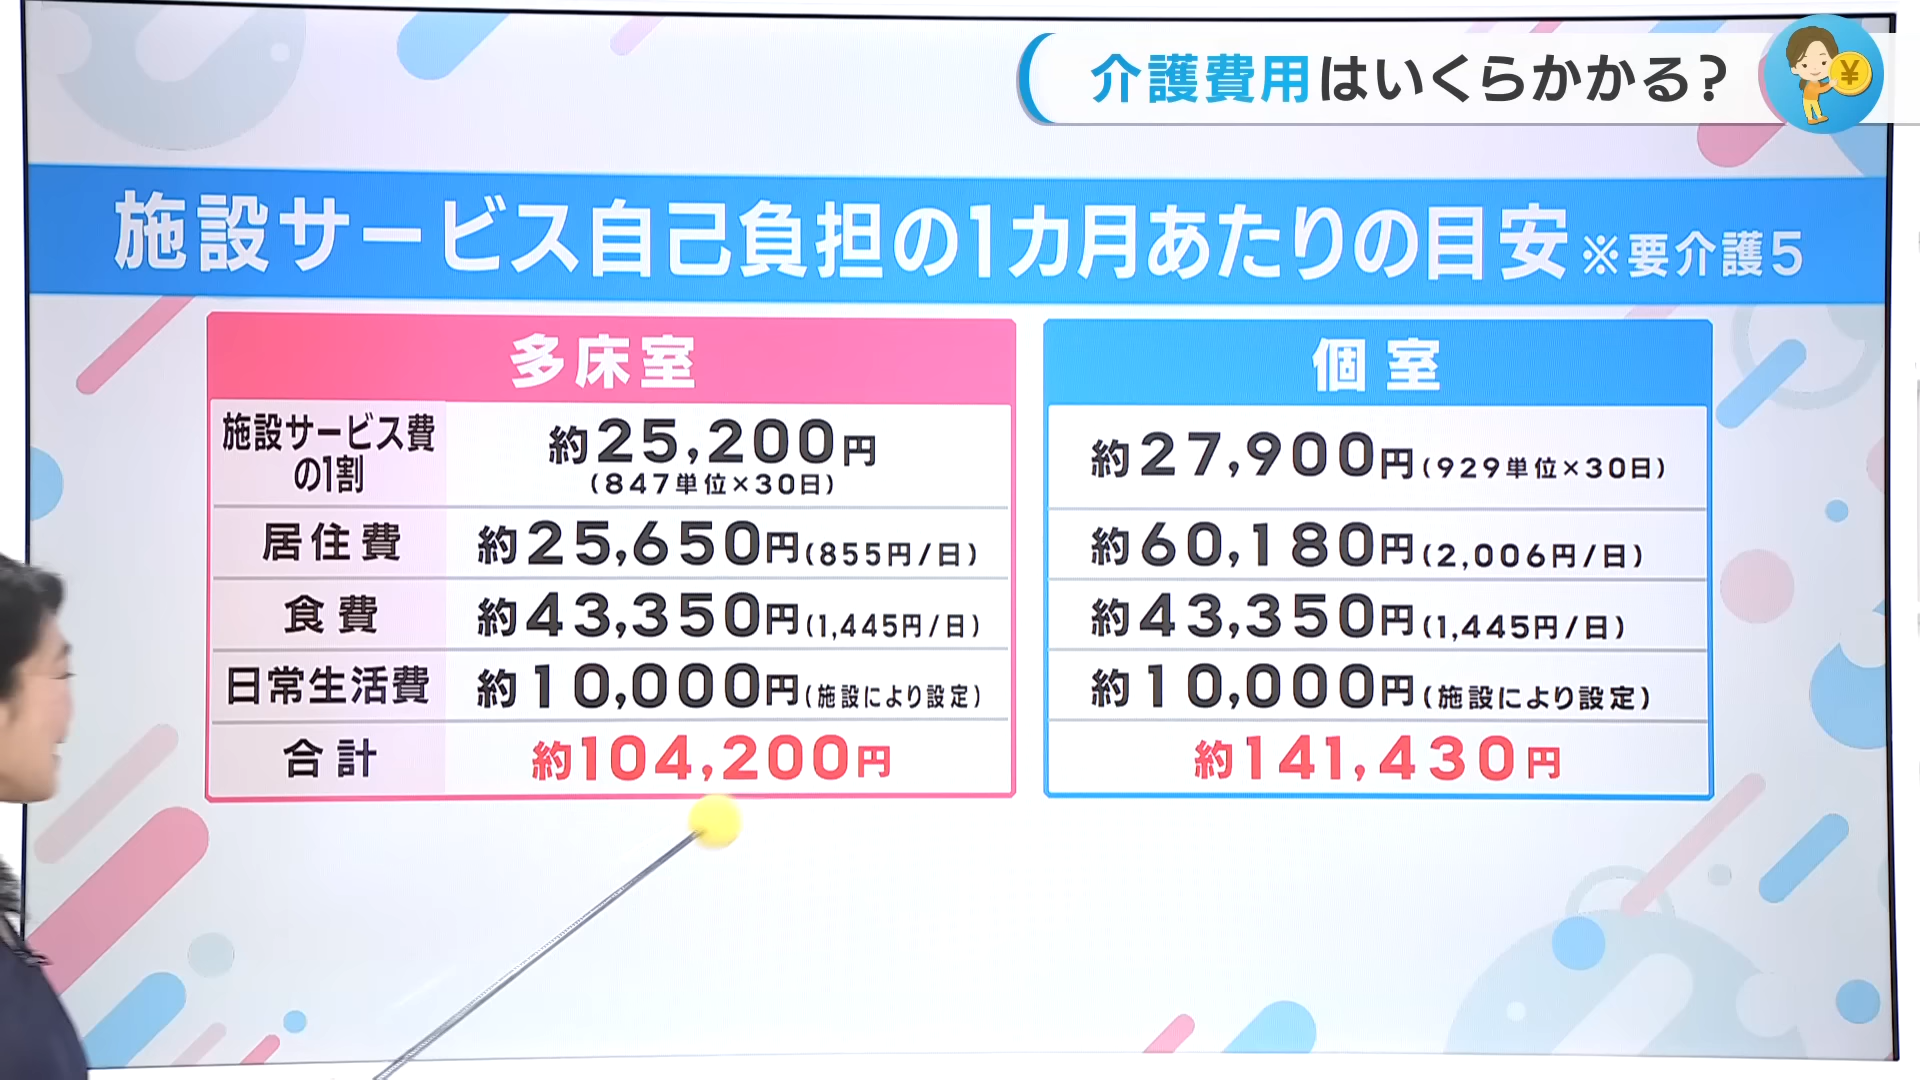 介護費用はいくらかかる?
¥
施設サービス自己負担の1カ月あたりの目安 ※要介護5
多床室
個室
施設サービス費
の1割
約25,200円
(847単位×30日)
約27,900円(929単位×30日)
居住費
約25,650円(855円/日)
約60,180円(2,006円/日)
食費
約43,350円(1,445円/日)
約43,350円(1,445円/日)
日常生活費
約10,000円(施設により設定)
約10,000円(施設により設定)
合計
約104,200円
約141,430円